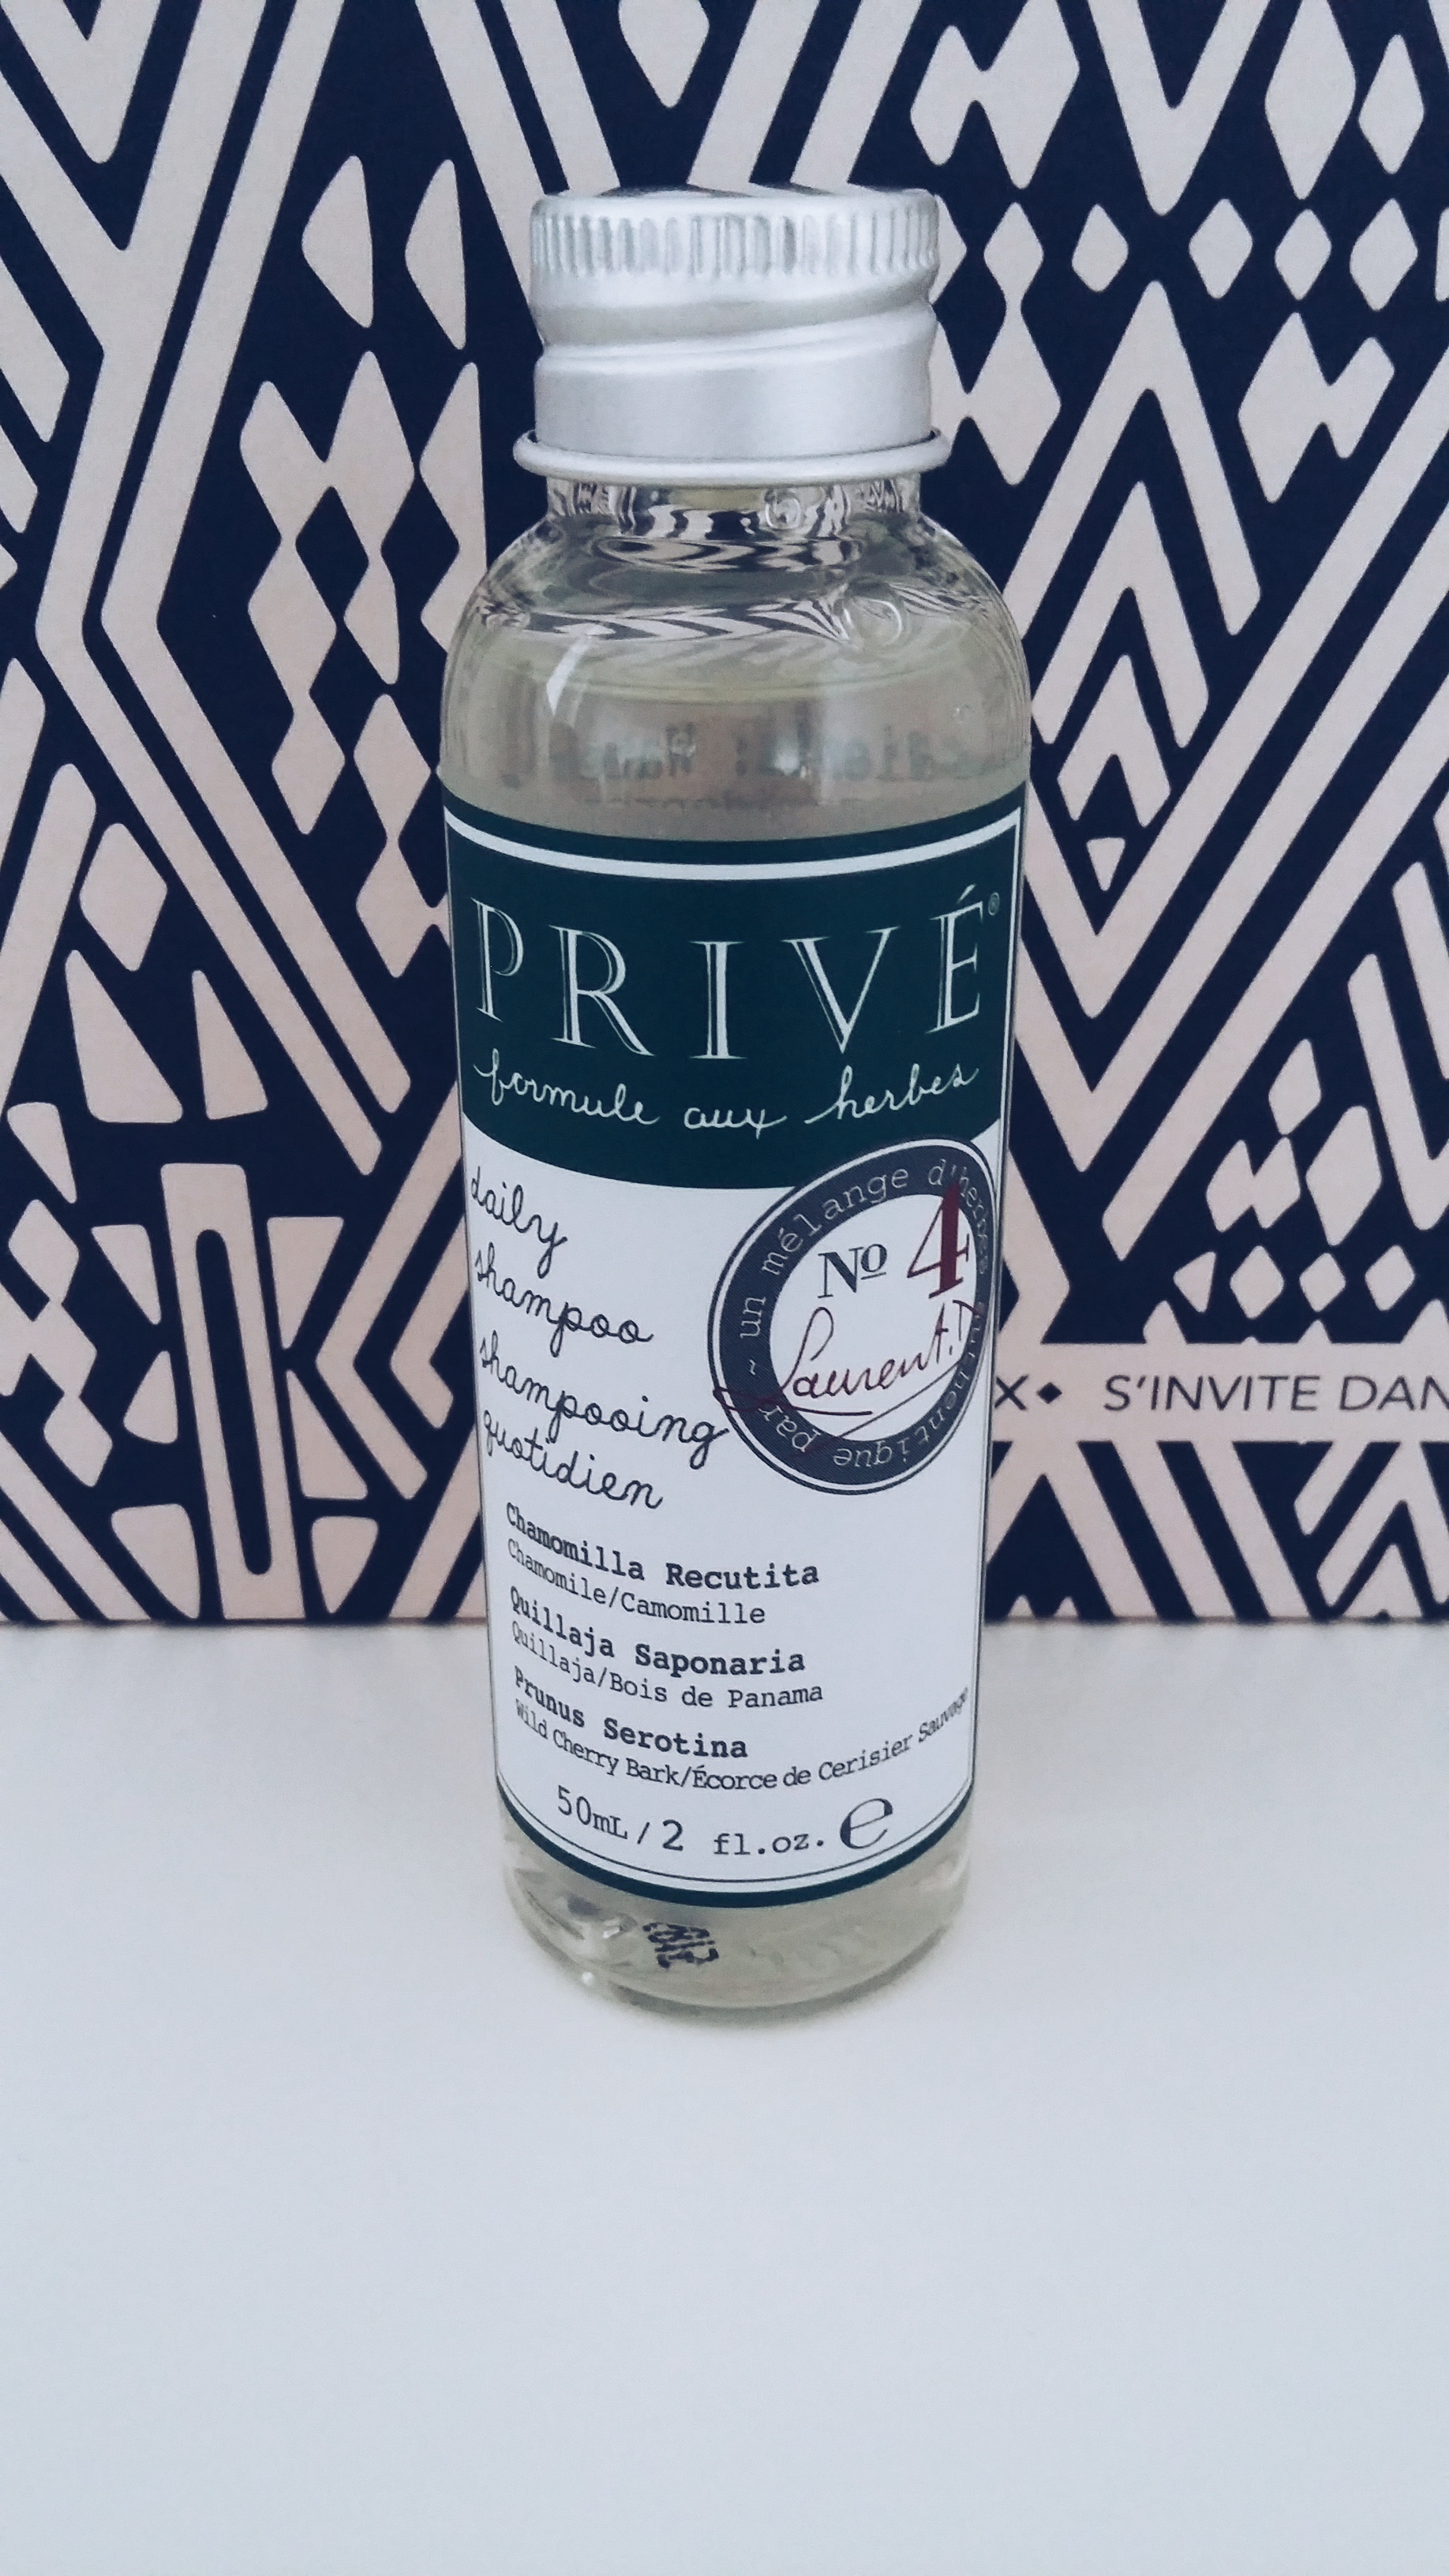 PRIVÉ®
formule aux herbes
daily
shampoo
shampooing
quotidien
un mélange d'herbes authentique par -
No 4
Laurent.D
Chamomilla Recutita
Chamomile/Camomille
Quillaja Saponaria
Quillaja/Bois de Panama
Prunus Serotina
Wild Cherry Bark/Écorce de Cerisier Sauvage
50mL / 2 fl.oz. e
X◆ S'INVITE DAN